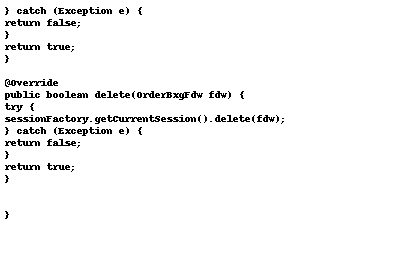 } catch (Exception e) {
return false;
}
return true;
}
@Override
public boolean delete(OrderBxgFdw fdw) {
try {
sessionFactory.getCurrentSession().delete(fdw);
} catch (Exception e) {
return false;
}
return true;
}
}